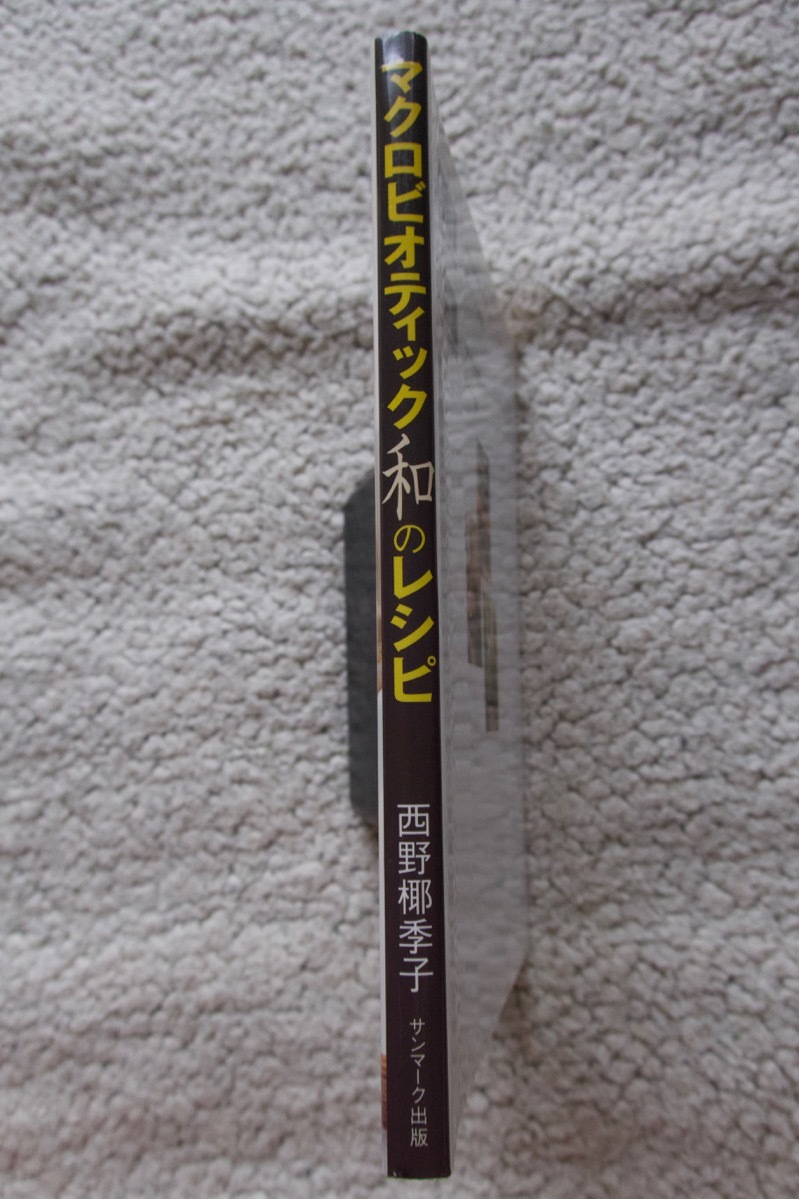 マクロビオティック和のレシピ
西野椰季子
サンマーク出版